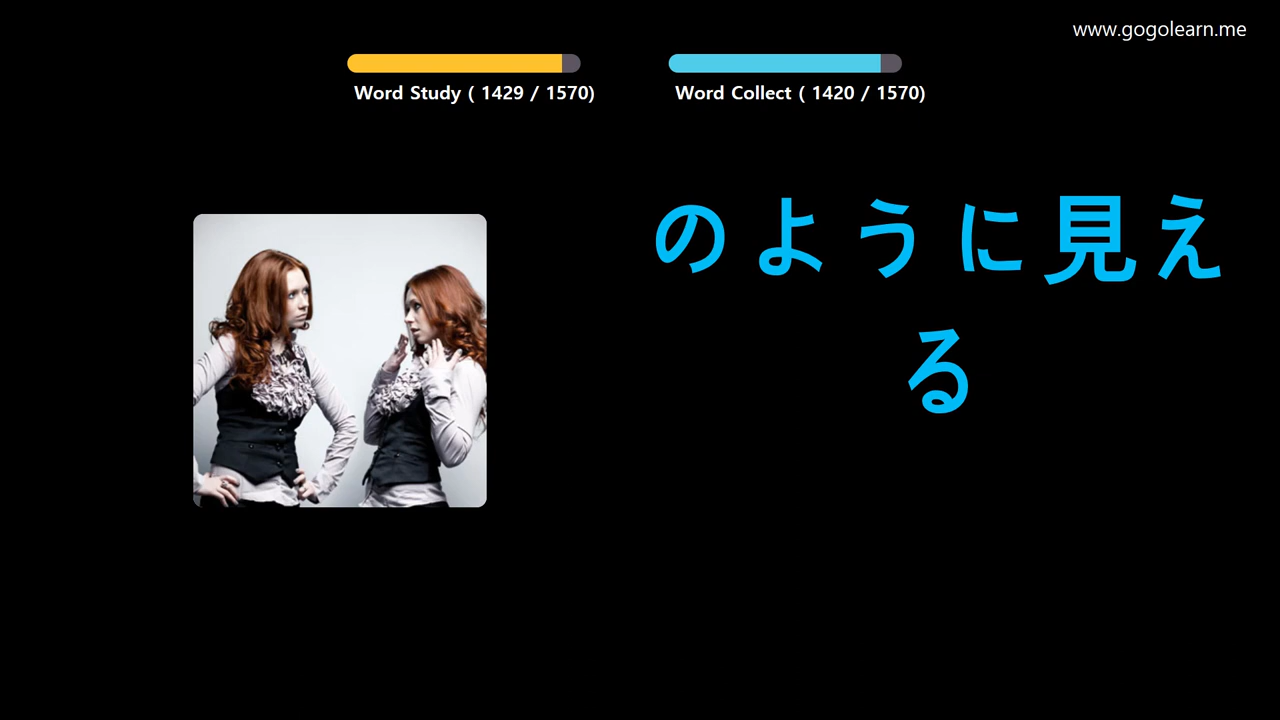 www.gogolearn.me
Word Study ( 1429 / 1570)
Word Collect ( 1420 / 1570)
のように見え
る